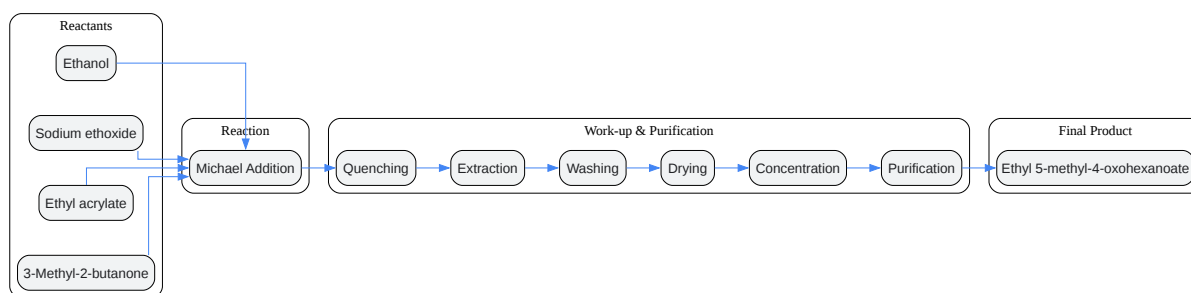 Reactants
Ethanol
Sodium ethoxide
Ethyl acrylate
3-Methyl-2-butanone
Reaction
Michael Addition
Work-up & Purification
Quenching
Extraction
Washing
Drying
Concentration
Purification
Final Product
Ethyl 5-methyl-4-oxohexanoate